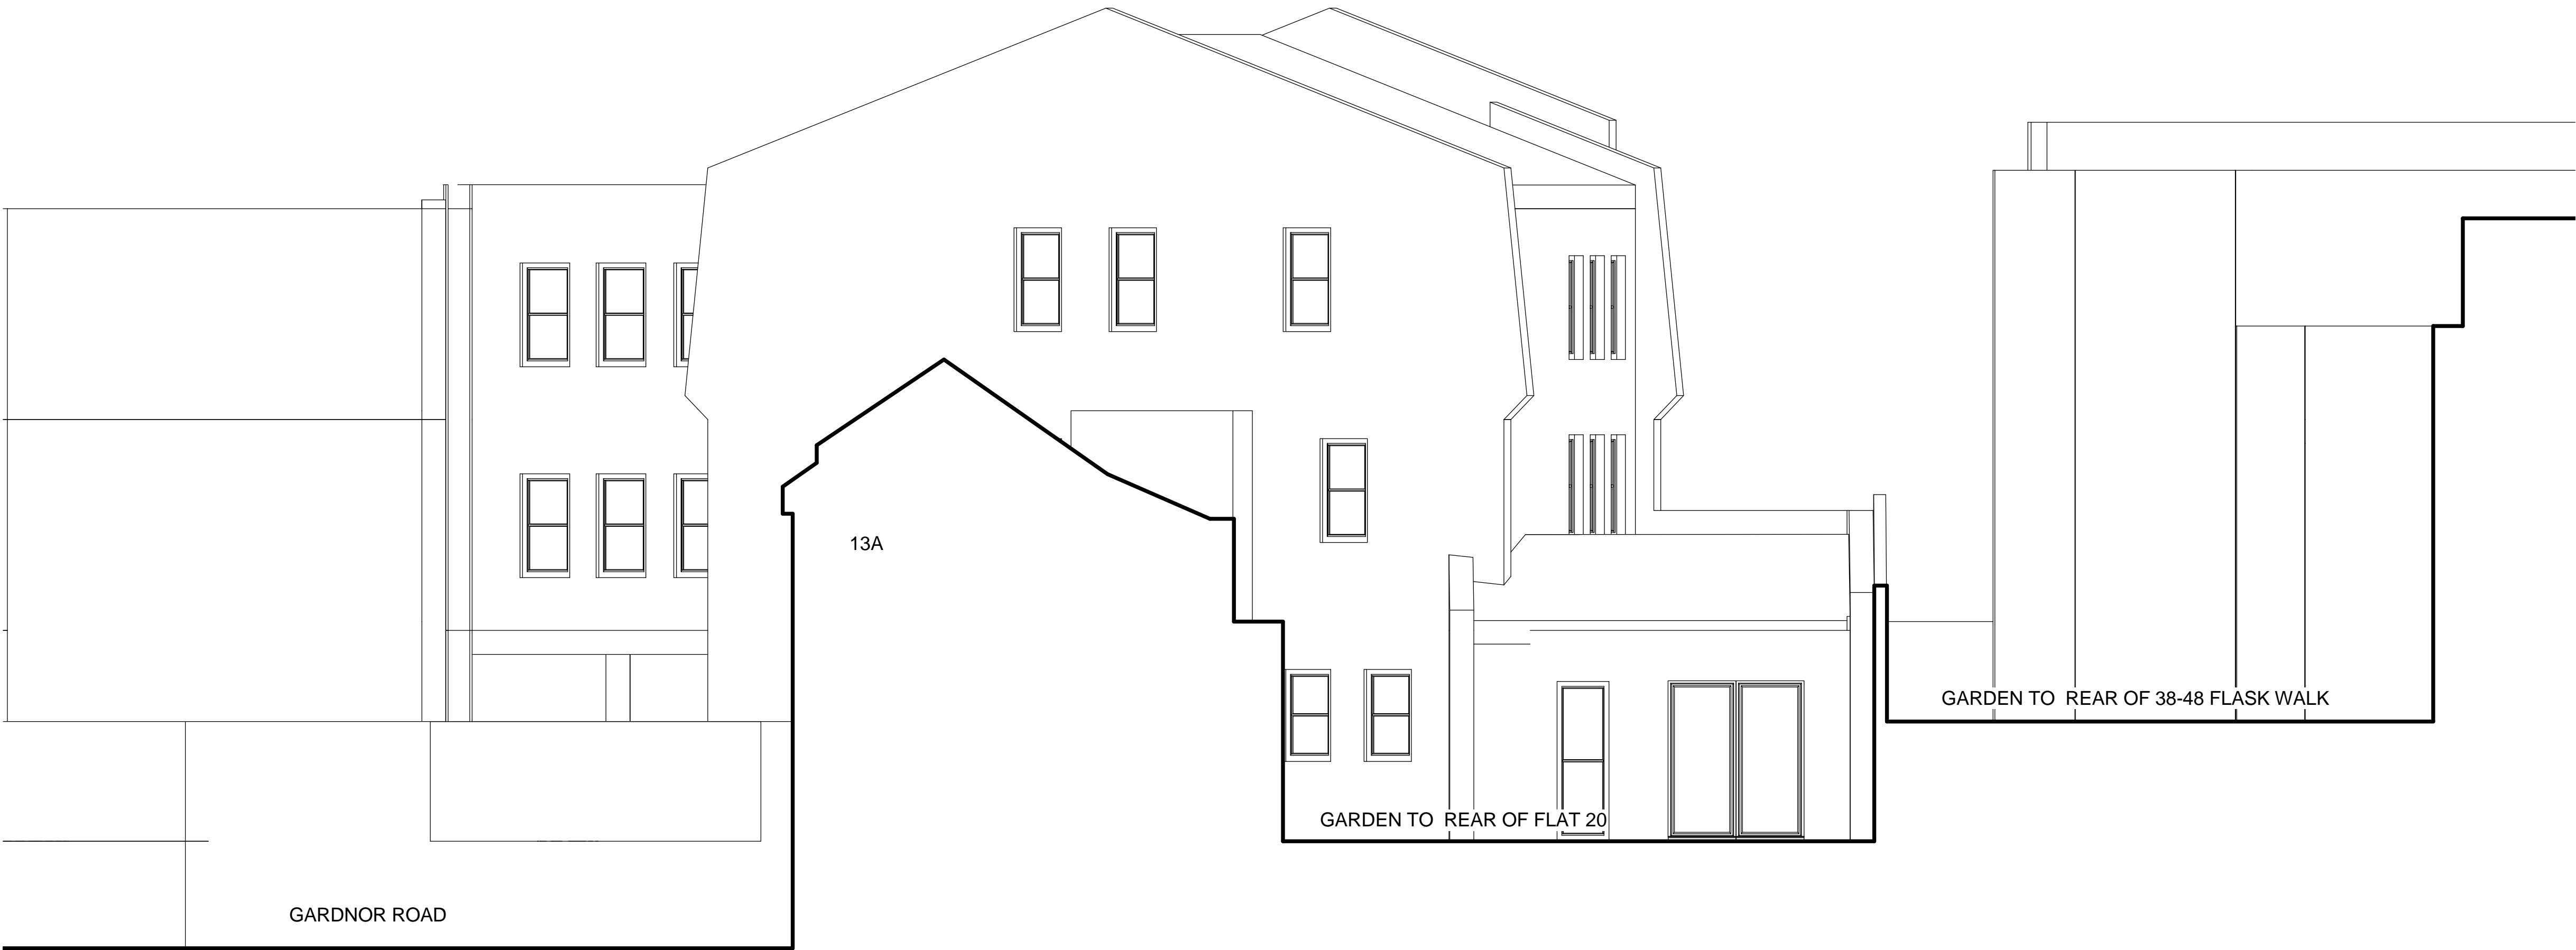 13A
GARDEN TO REAR OF 38-48 FLASK WALK
GARDEN TO REAR OF FLAT 20
GARDNOR ROAD